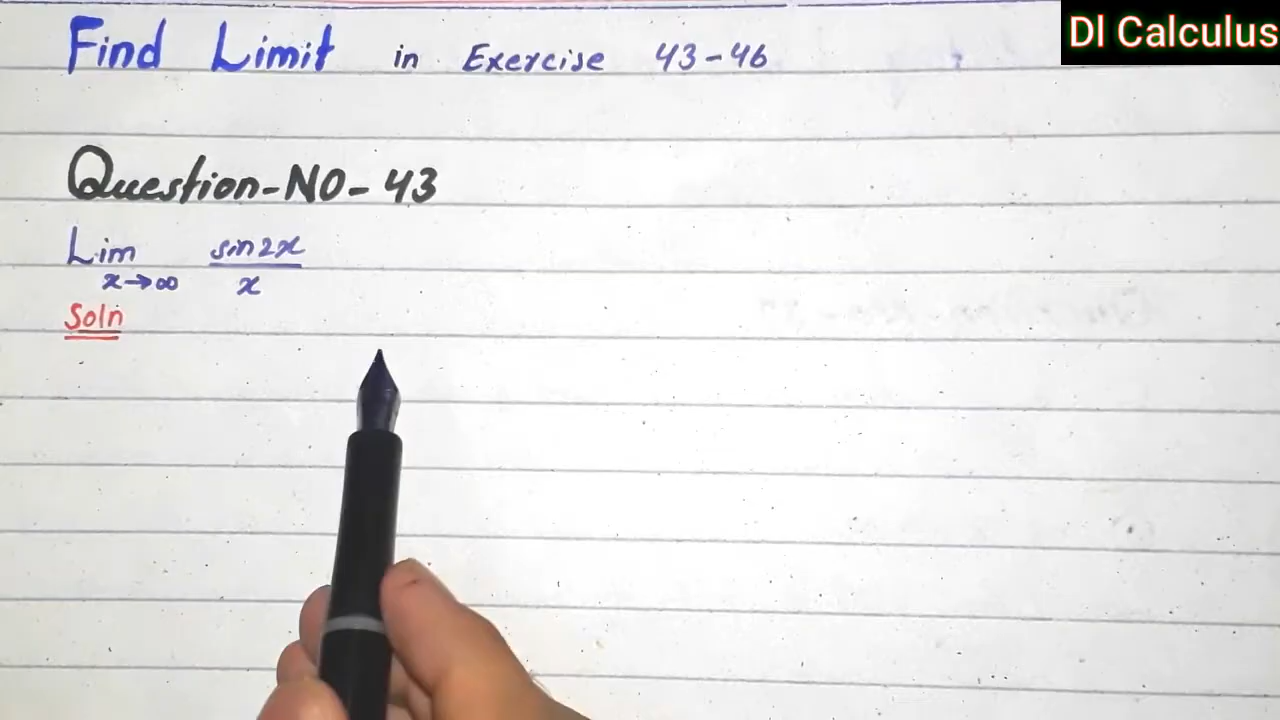 DI Calculus
Find Limit in Exercise 43-46
Question-NO-43
Lim sin2x
x→∞ x
Soln